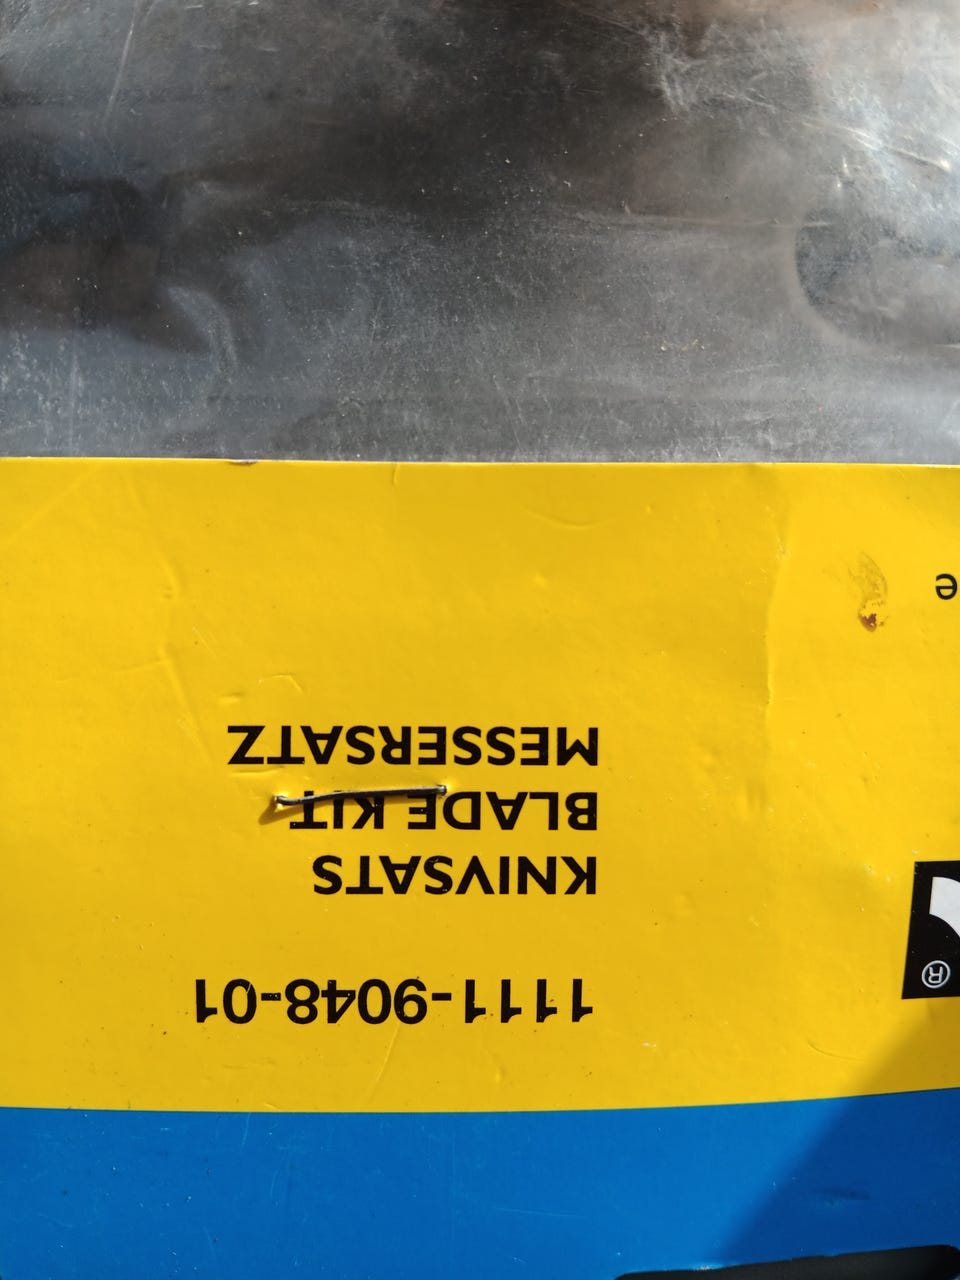 1111-9048-01
KNIVSATS
BLADE KIT
MESSERSATZ
®
e